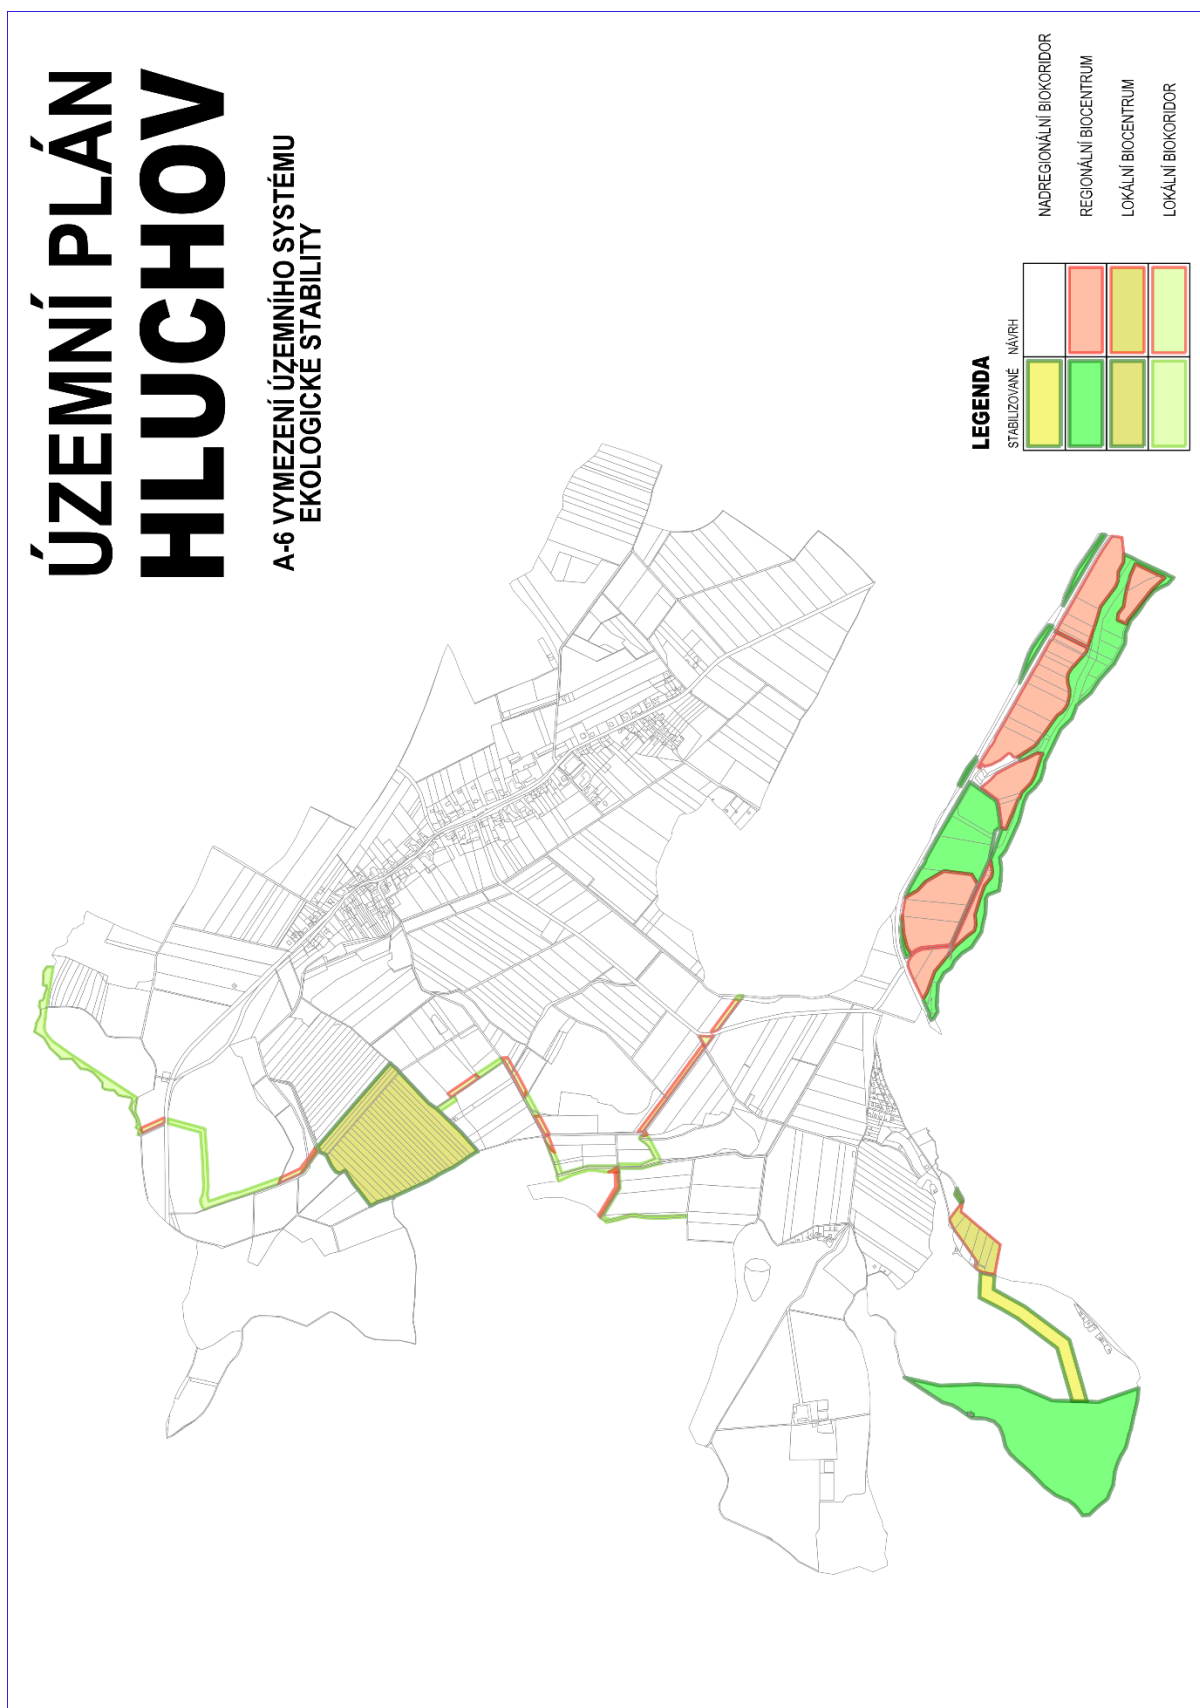 ÚZEMNÍ PLÁN
HLUCHOV
A-6 VYMEZENÍ ÚZEMNÍHO SYSTÉMU
EKOLOGICKÉ STABILITY
LEGENDA
STABILIZOVANÉ NÁVRH
NADREGIONÁLNÍ BIOKORIDOR
REGIONÁLNÍ BIOCENTRUM
LOKÁLNÍ BIOCENTRUM
LOKÁLNÍ BIOKORIDOR